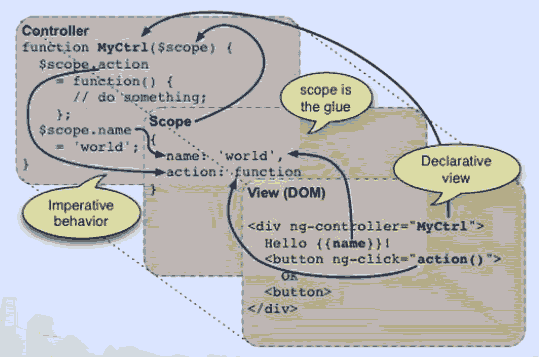 Controller
function MyCtrl($scope) {
$scope.action
= function() {
// do something;
};
$scope.name
= 'world';
}
scope is
the glue
Scope
{
name: 'world',
action: function
}
Declarative
view
Imperative
behavior
View (DOM)
<div ng-controller="MyCtrl">
Hello {{name}}!
<button ng-click="action()">
OK
<button>
</div>